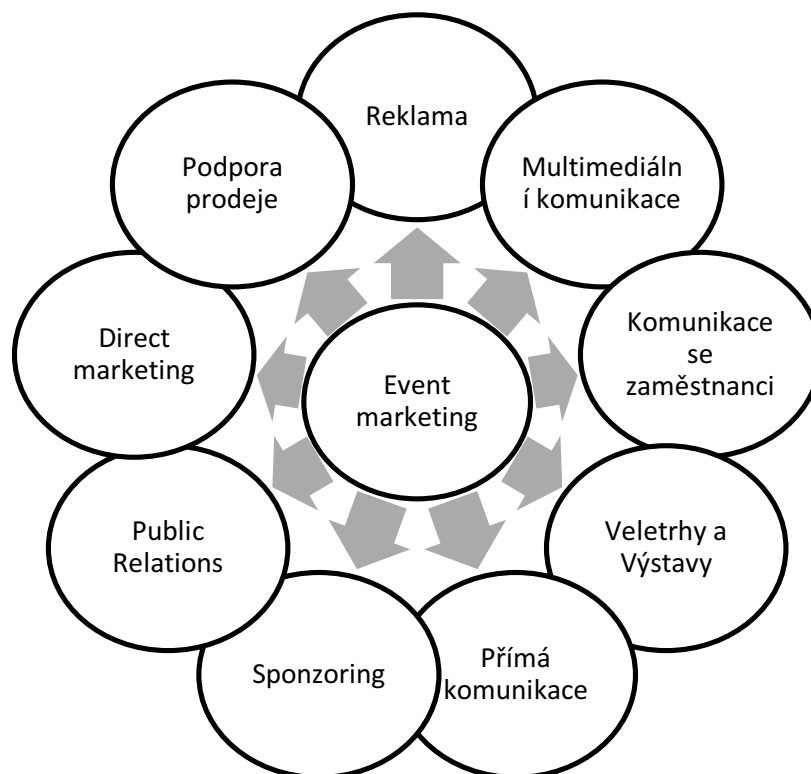 Reklama
Multimediáln
í komunikace
Komunikace
se
zaměstnanci
Veletrhy a
Výstavy
Přímá
komunikace
Sponzoring
Public
Relations
Direct
marketing
Podpora
prodeje
Event
marketing